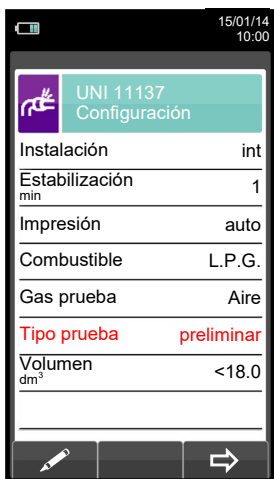 15/01/14
10:00
UNI 11137
Configuración
Instalación int
Estabilización 1
min
Impresión auto
Combustible L.P.G.
Gas prueba Aire
Tipo prueba preliminar
Volumen <18.0
dm³